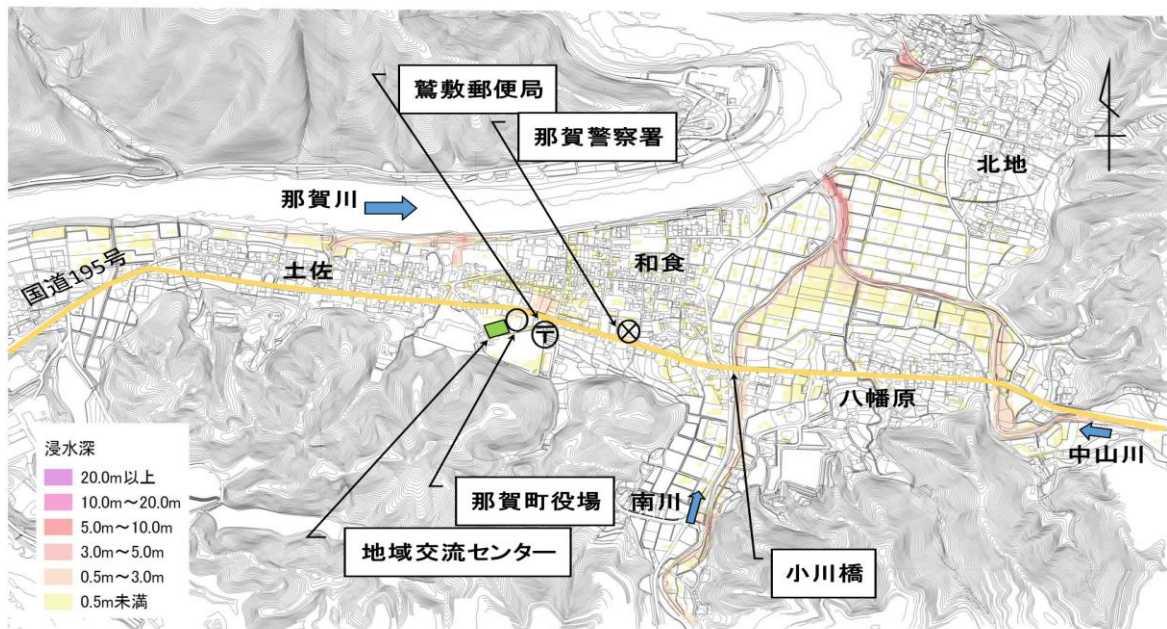 鷲敷郵便局
那賀警察署
北地
那賀川
和食
国道195号
土佐
八幡原
中山川
浸水深
20.0m以上
10.0m～20.0m
5.0m～10.0m
3.0m～5.0m
0.5m～3.0m
0.5m未満
那賀町役場
南川
地域交流センター
小川橋